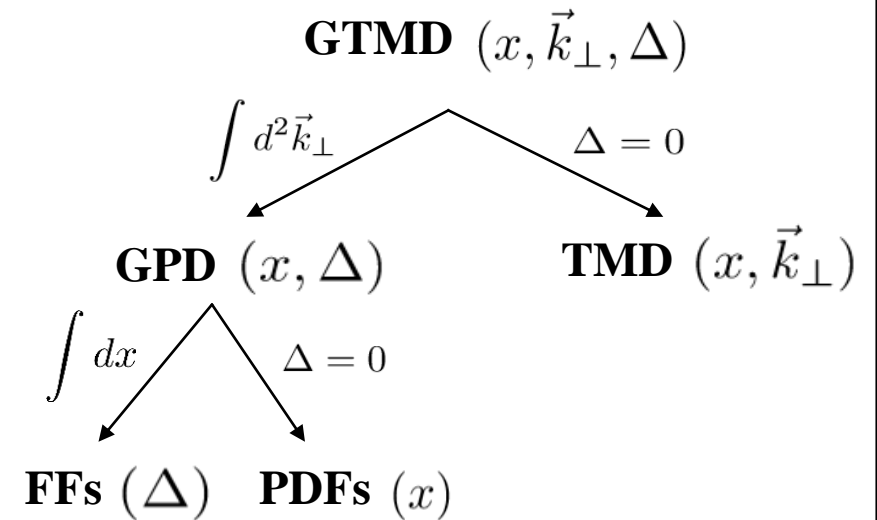 GTMD (x, k⃗⊥, Δ)
∫ d²k⃗⊥ Δ = 0
GPD (x, Δ) TMD (x, k⃗⊥)
∫ dx Δ = 0
FFs (Δ) PDFs (x)